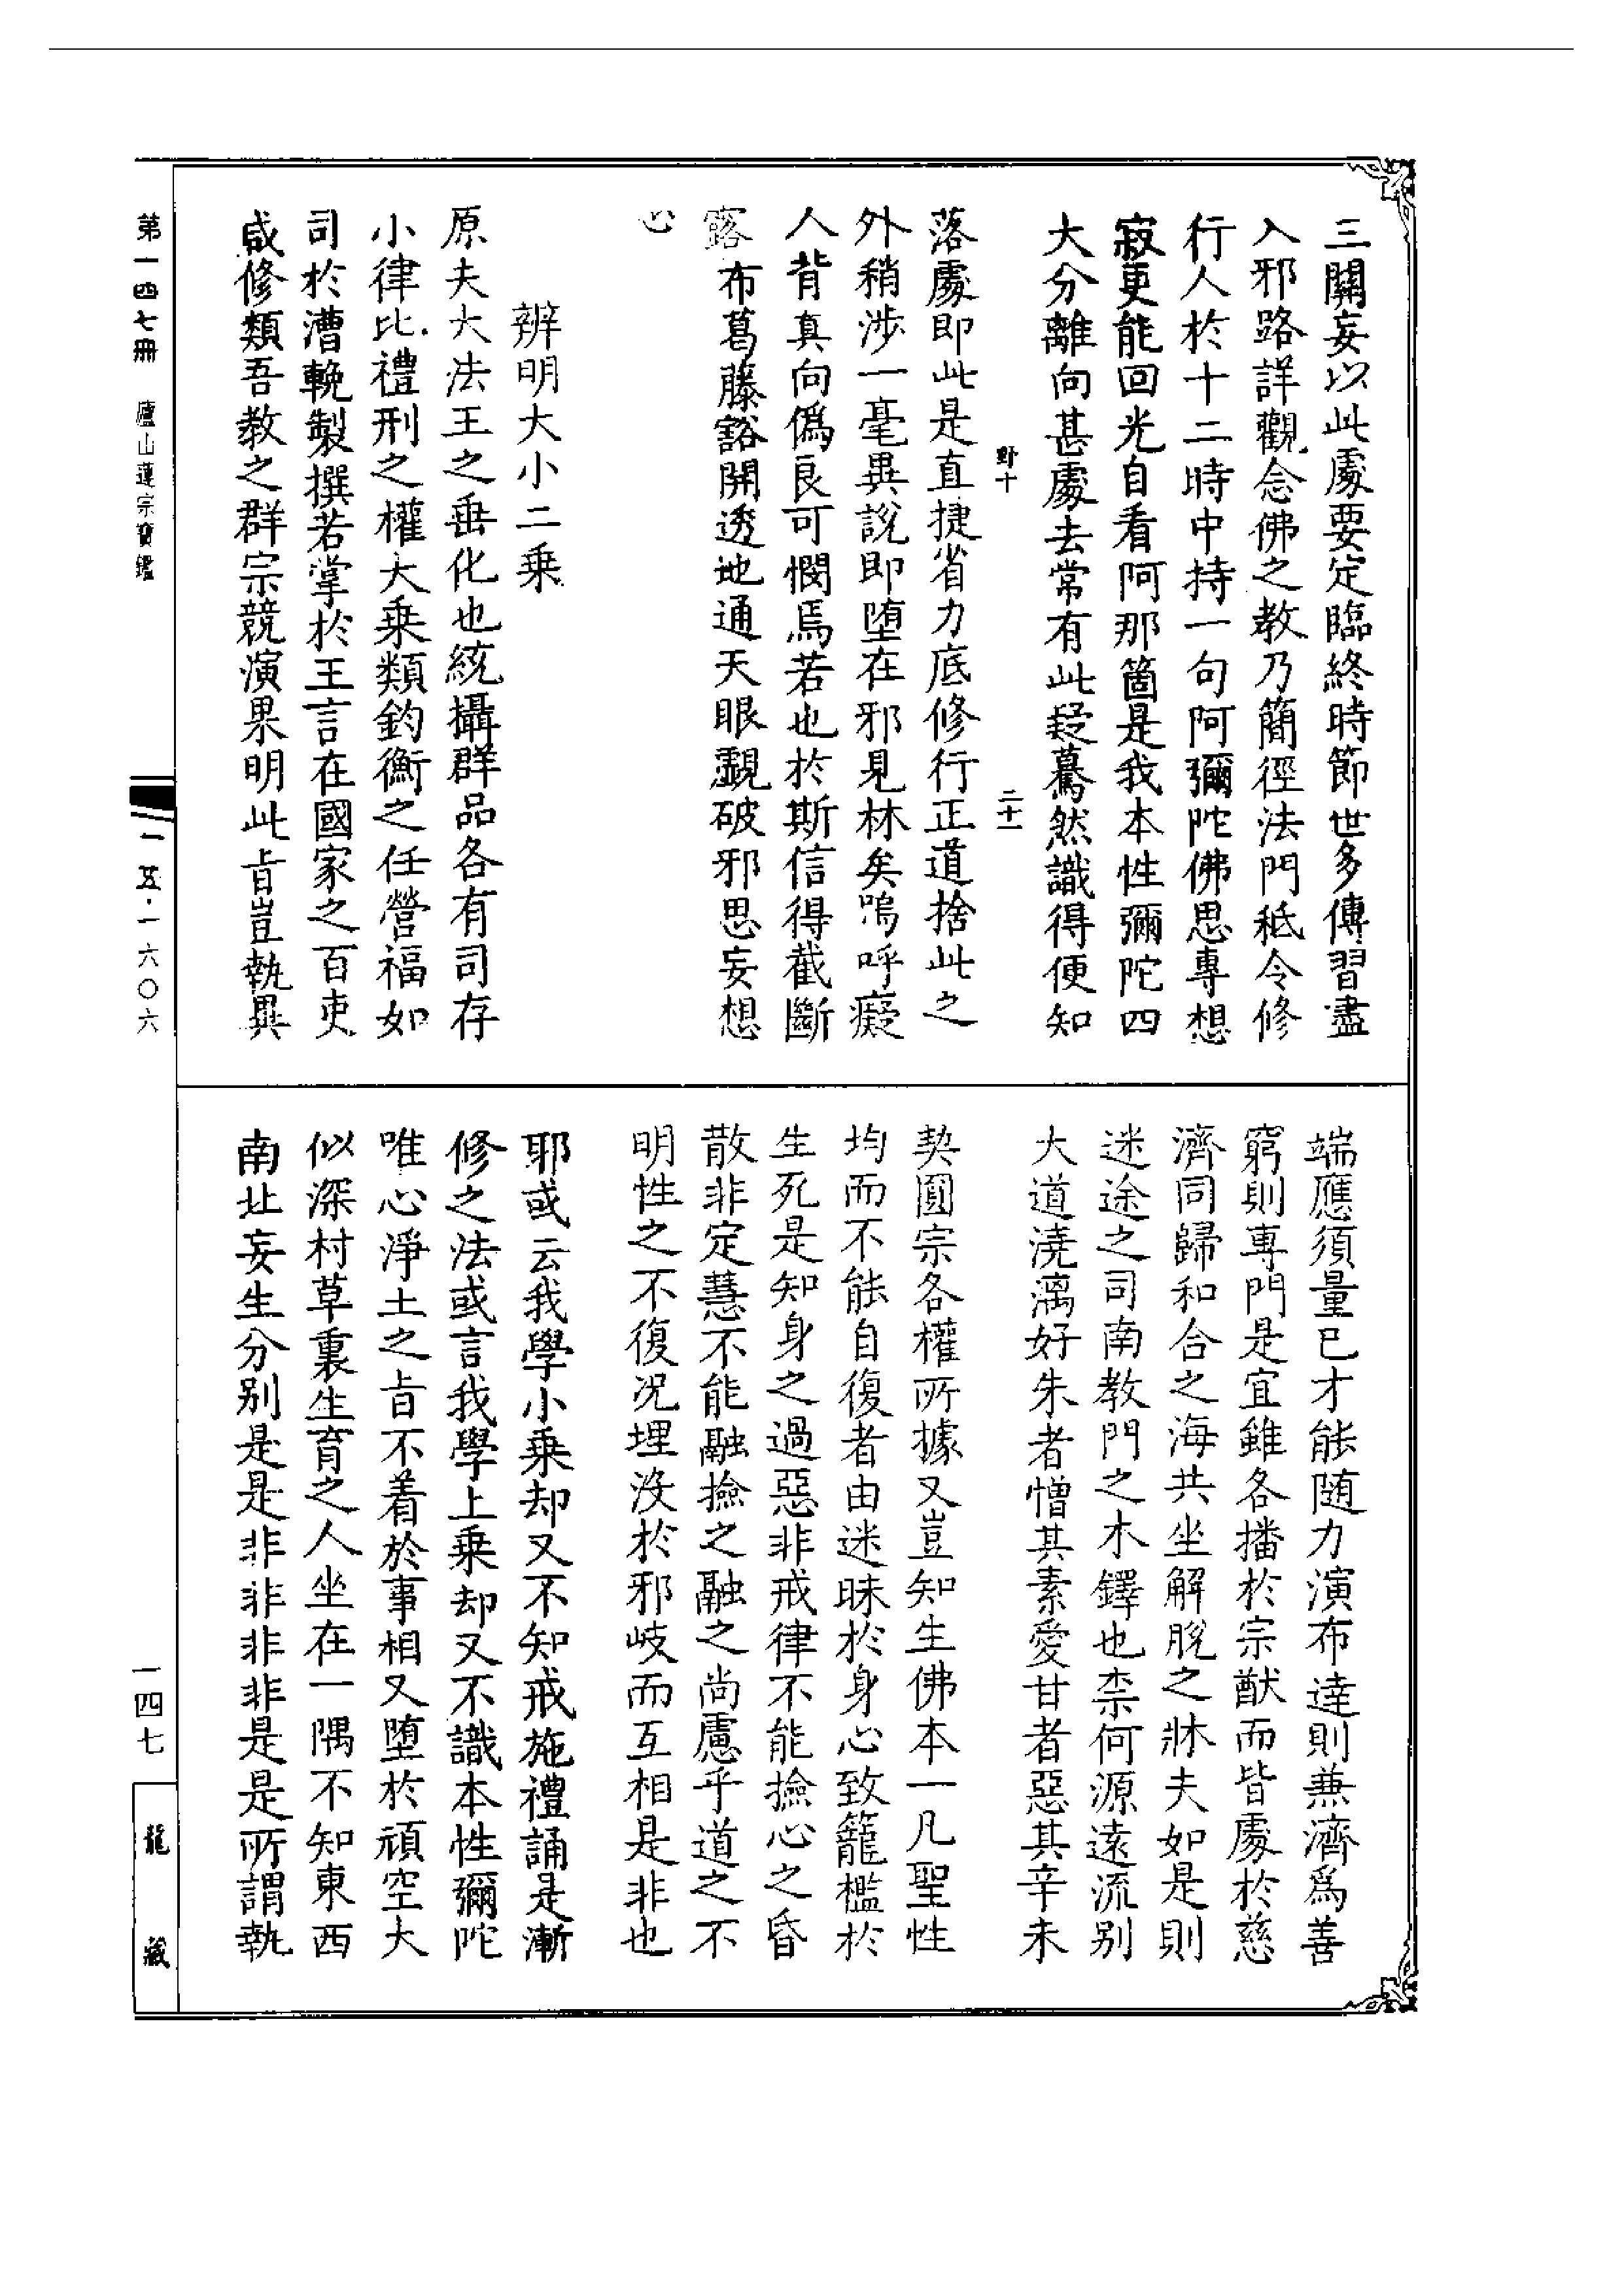 三關妄以此處要定臨終時節世多傳習盡
入邪路詳觀念佛之教乃簡徑法門秪令修
行人於十二時中持一句阿彌陀佛思專想
寂更能回光自看阿那箇是我本性彌陀四
大分離向甚處去常有此疑驀然識得便知
野十 二十一
落處即此是直捷省力底修行正道捨此之
外稍涉一毫異說即墮在邪見林矣嗚呼癡
人背真向僞良可憫焉若也於斯信得截斷
露布葛藤豁開透地通天眼覷破邪思妄想
心
辨明大小二乘
原夫大法王之垂化也統攝群品各有司存
小律比禮刑之權大乘類鈞衡之任營福如
司於漕輓製撰若掌於王言在國家之百吏
咸修類吾教之群宗競演果明此旨豈執異
端應須量已才能随力演布達則兼濟爲善
窮則專門是宜雖各播於宗猷而皆處於慈
濟同歸和合之海共坐解脫之牀夫如是則
迷途之司南教門之木鐸也柰何源遠流别
大道澆漓好朱者憎其素愛甘者惡其辛未
契圓宗各權所據又豈知生佛本一凡聖性
均而不能自復者由迷昧於身心致籠檻於
生死是知身之過惡非戒律不能撿心之昏
散非定慧不能融撿之融之尚慮乎道之不
明性之不復況埋沒於邪岐而互相是非也
耶或云我學小乘却又不知戒施禮誦是漸
修之法或言我學上乘却又不識本性彌陀
唯心淨土之旨不着於事相又墮於頑空大
似深村草裏生育之人坐在一隅不知東西
南北妄生分别是是非非非非是是所謂執
第一四七冊 廬山蓮宗寶鑑
一五·一六〇六
一四七
龍藏